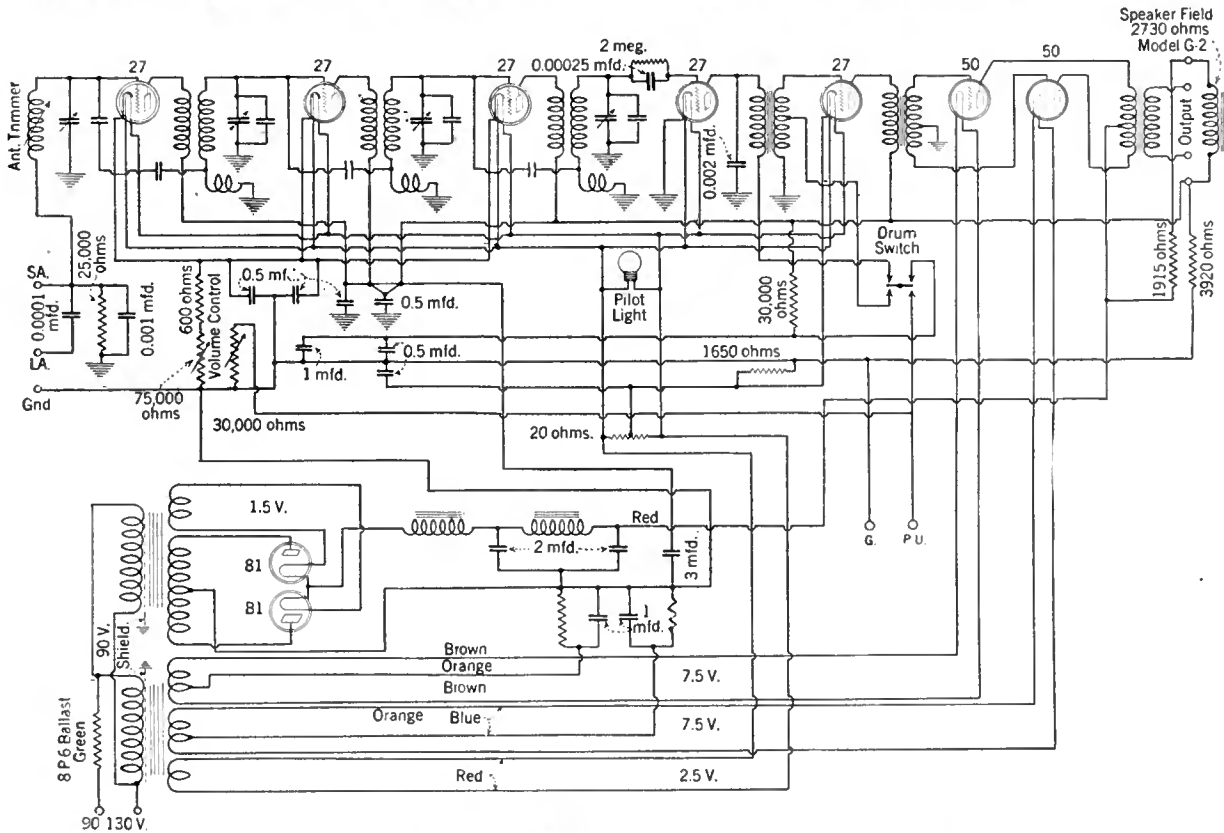 Speaker Field
2730 ohms
Model G-2
2 meg.
0.00025 mfd.
27
27
27
27
27
50
50
Ant. Trimmer
Output
0.002 mfd.
Drum
Switch
1915 ohms
3920 ohms
SA.
25,000
ohms
0.0001
mfd.
0.001 mfd.
LA.
Gnd
600 ohms
Volume Control
0.5 mf.
0.5 mfd.
Pilot
Light
30,000
ohms
0.5 mfd.
1 mfd.
1650 ohms
75,000
ohms
30,000 ohms
20 ohms.
1.5 V.
Red
G.
P.U.
81
81
2 mfd.
3 mfd.
1
mfd.
90 V.
Shield.
Brown
Orange
Brown
7.5 V.
Orange
Blue
7.5 V.
Red
2.5 V.
8 P 6 Ballast
Green
90 130 V.